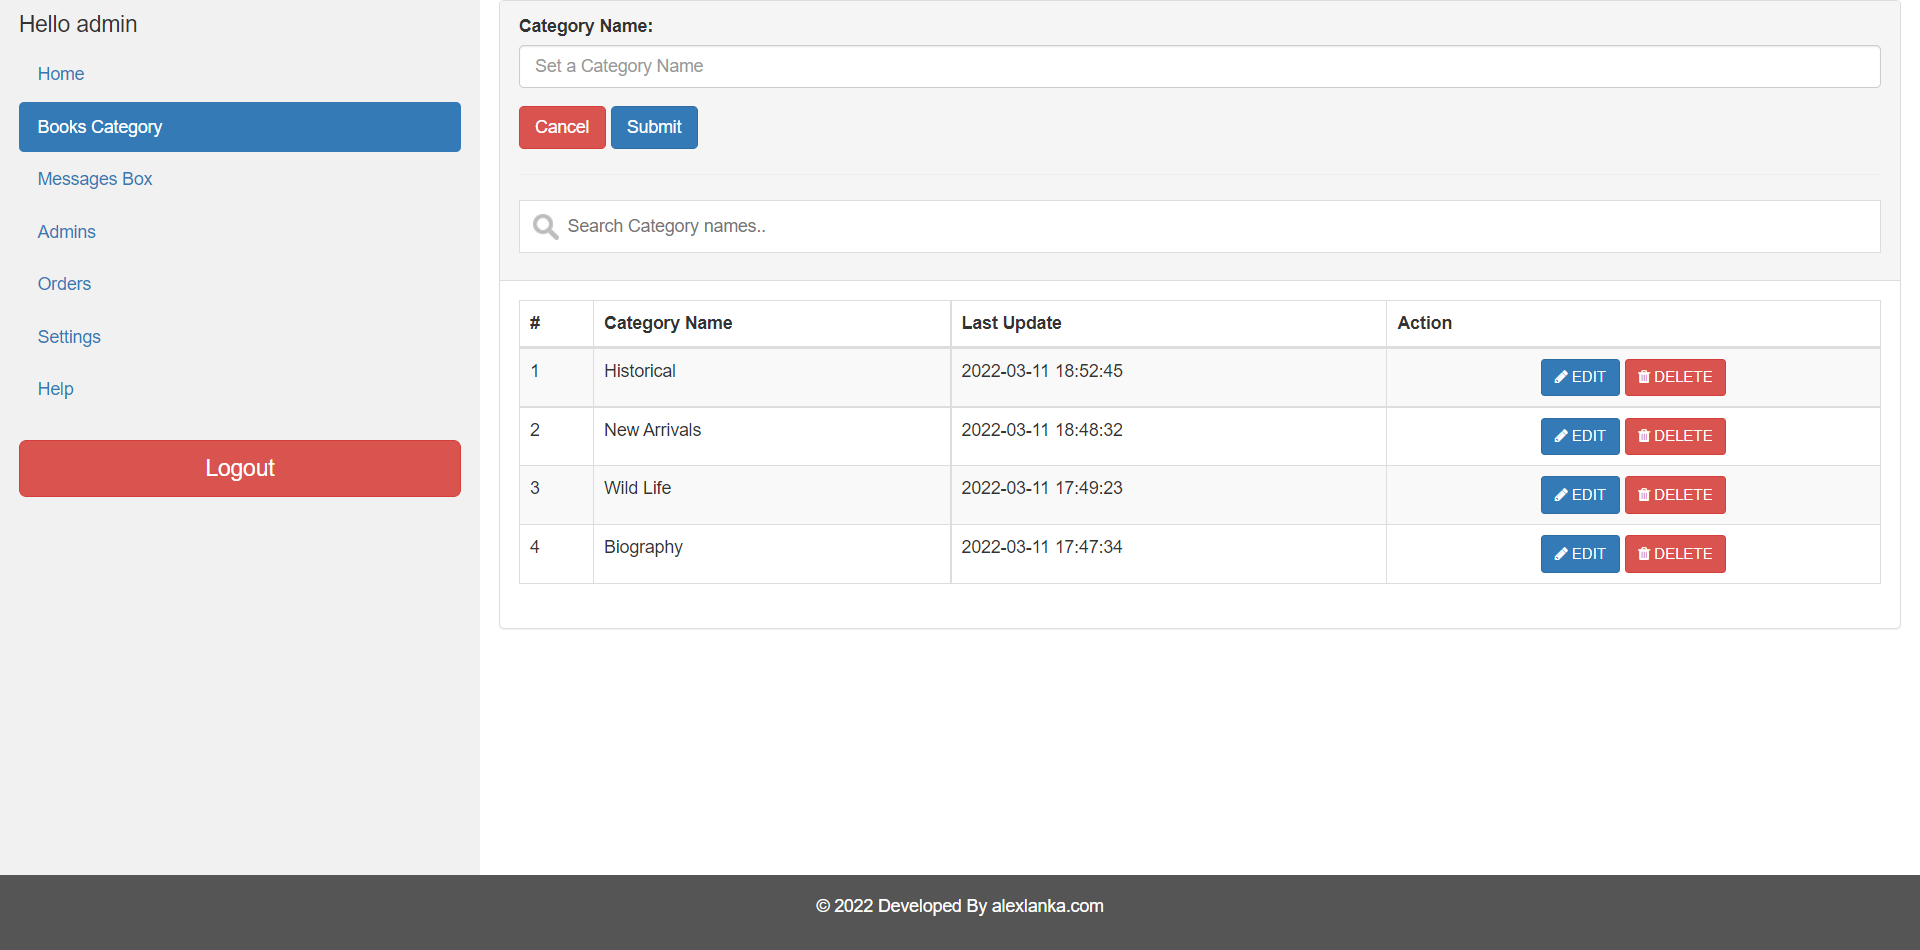 Hello admin
Home
Books Category
Messages Box
Admins
Orders
Settings
Help
Logout
Category Name:
Set a Category Name
Cancel Submit
Search Category names..
# Category Name Last Update Action
1 Historical 2022-03-11 18:52:45 EDIT DELETE
2 New Arrivals 2022-03-11 18:48:32 EDIT DELETE
3 Wild Life 2022-03-11 17:49:23 EDIT DELETE
4 Biography 2022-03-11 17:47:34 EDIT DELETE
© 2022 Developed By alexlanka.com